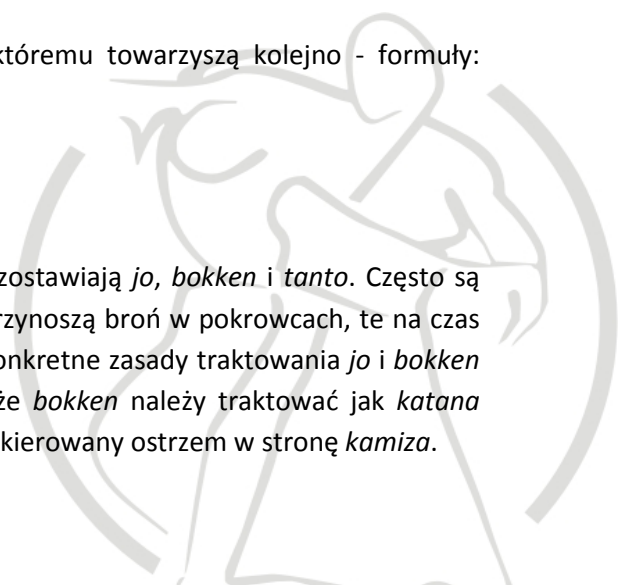 któremu towarzyszą kolejno - formuły:
zostawiają jo, bokken i tanto. Często są
rzynoszą broń w pokrowcach, te na czas
onkretne zasady traktowania jo i bokken
że bokken należy traktować jak katana
kierowany ostrzem w stronę kamiza.